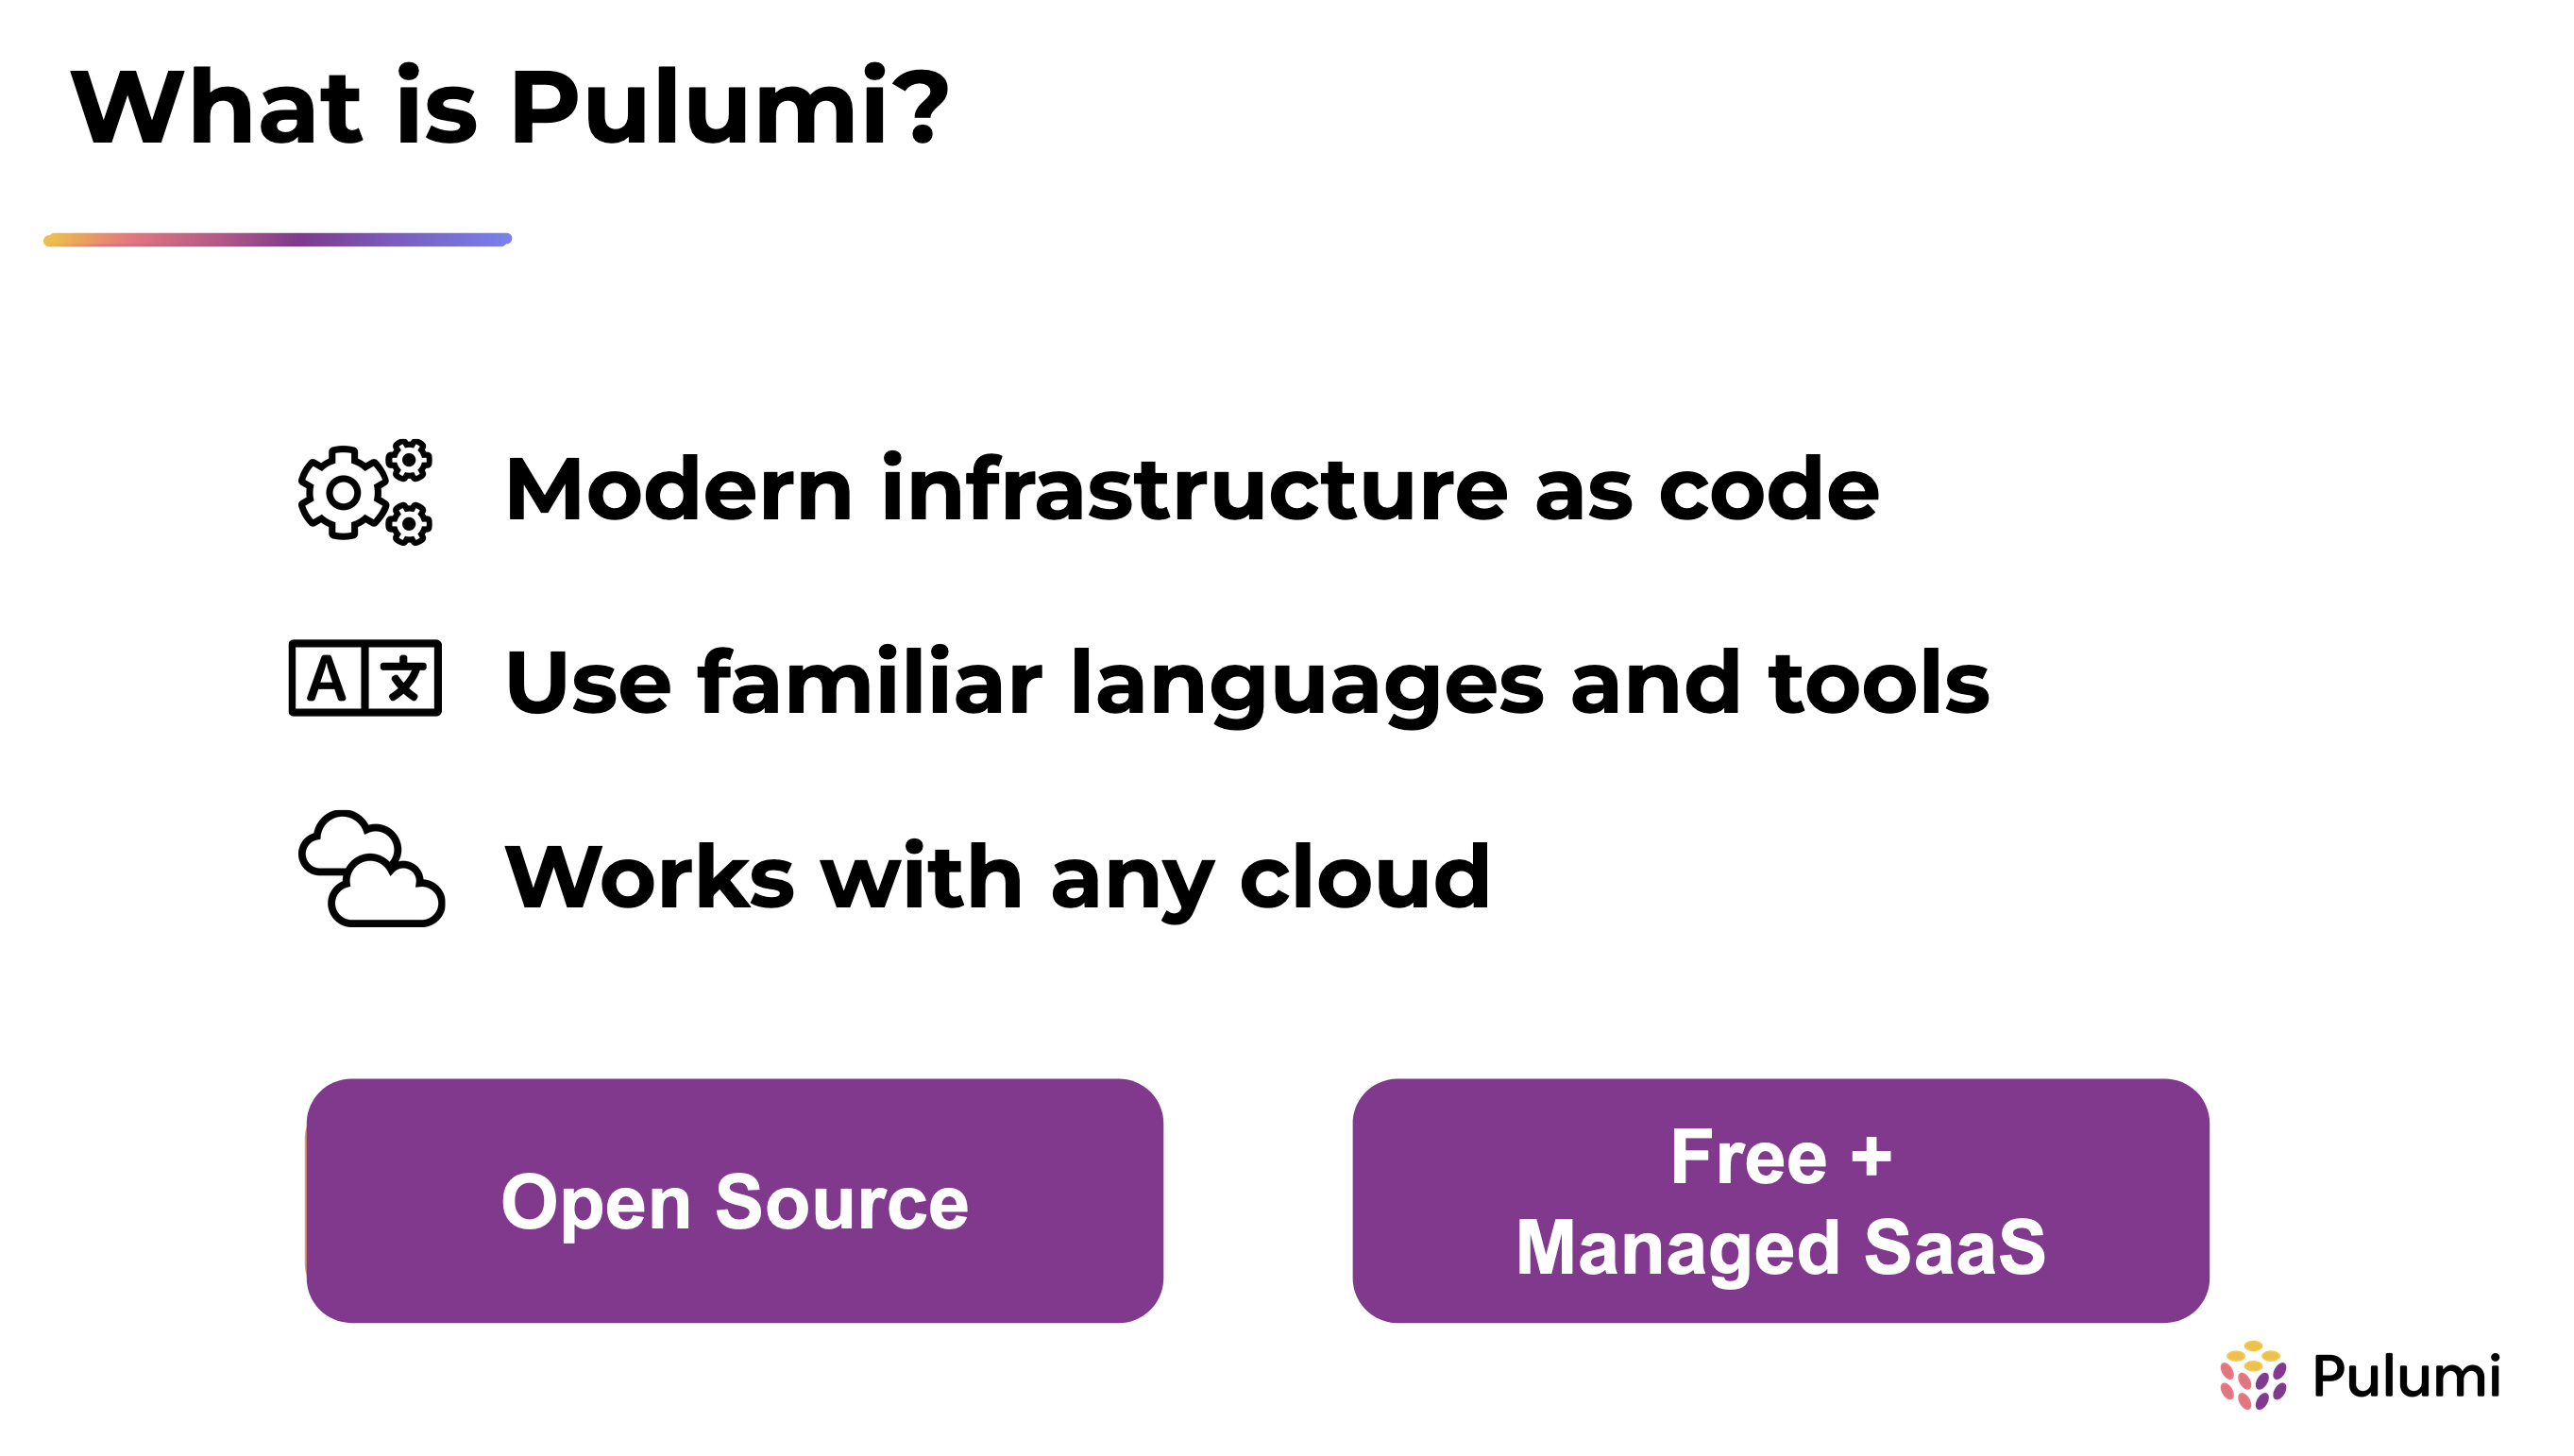 What is Pulumi?
Modern infrastructure as code
A 文
Use familiar languages and tools
Works with any cloud
Open Source
Free +
Managed SaaS
Pulumi